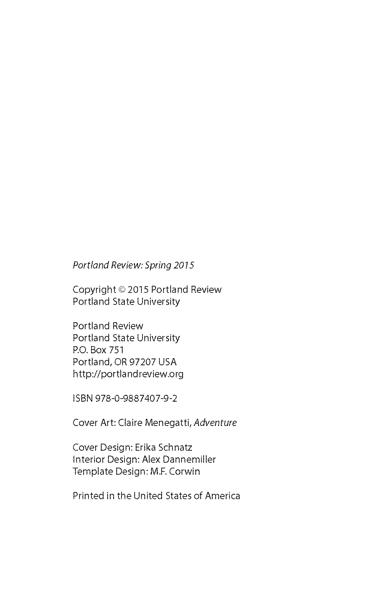 Portland Review: Spring 2015
Copyright © 2015 Portland Review
Portland State University
Portland Review
Portland State University
P.O. Box 751
Portland, OR 97207 USA
http://portlandreview.org
ISBN 978-0-9887407-9-2
Cover Art: Claire Menegatti, Adventure
Cover Design: Erika Schnatz
Interior Design: Alex Dannemiller
Template Design: M.F. Corwin
Printed in the United States of America